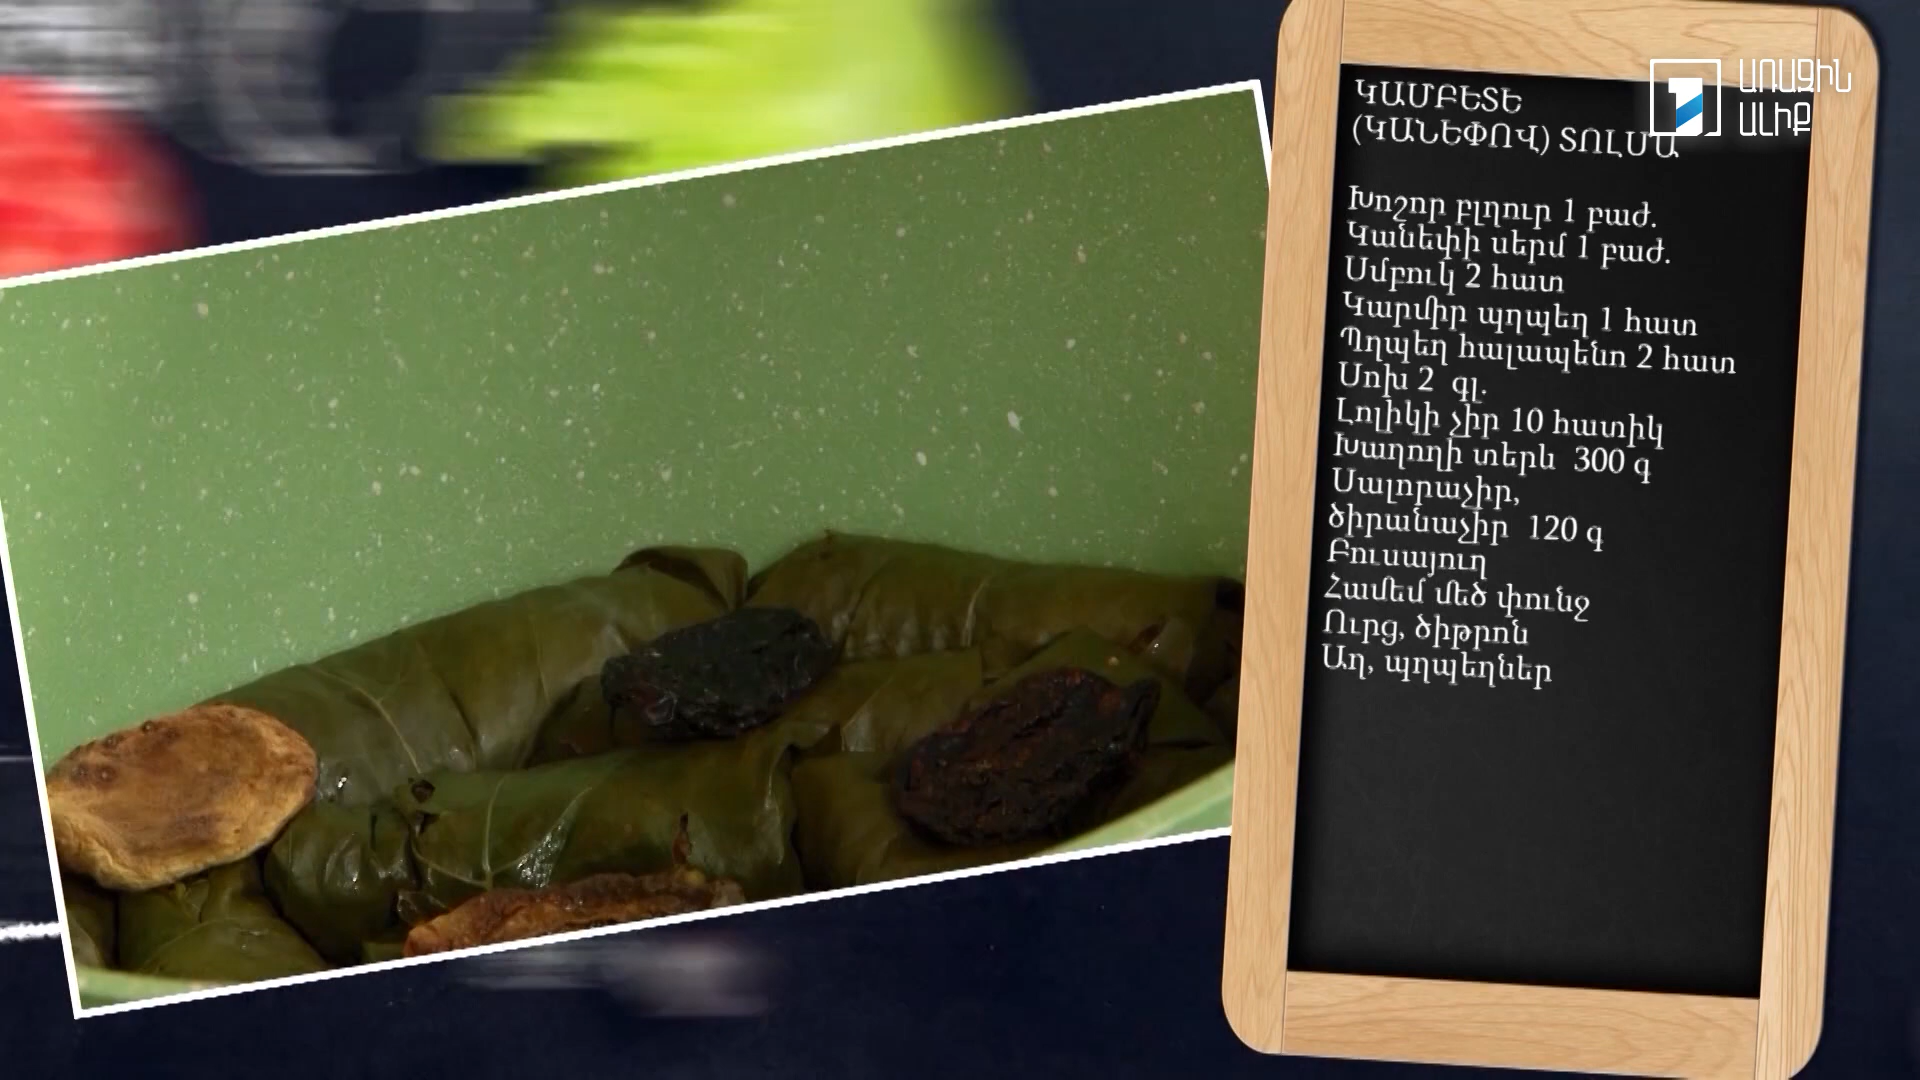 ԱՌԱՋԻՆ
ԱԼԻՔ
ԿԱՄԲԵՏԵ
(ԿԱՆԵՓՈՎ) ՏՈԼՄԱ
Խոշոր բլղուր 1 բաժ.
Կանեփի սերմ 1 բաժ.
Սմբուկ 2 հատ
Կարմիր պղպեղ 1 հատ
Պղպեղ հալապենո 2 հատ
Սոխ 2 գլ.
Լոլիկի չիր 10 հատիկ
Խաղողի տերև 300 գ
Սալորաչիր,
ծիրանաչիր 120 գ
Բուսայուղ
Համեմ մեծ փունջ
Ուրց, ծիթրոն
Աղ, պղպեղներ